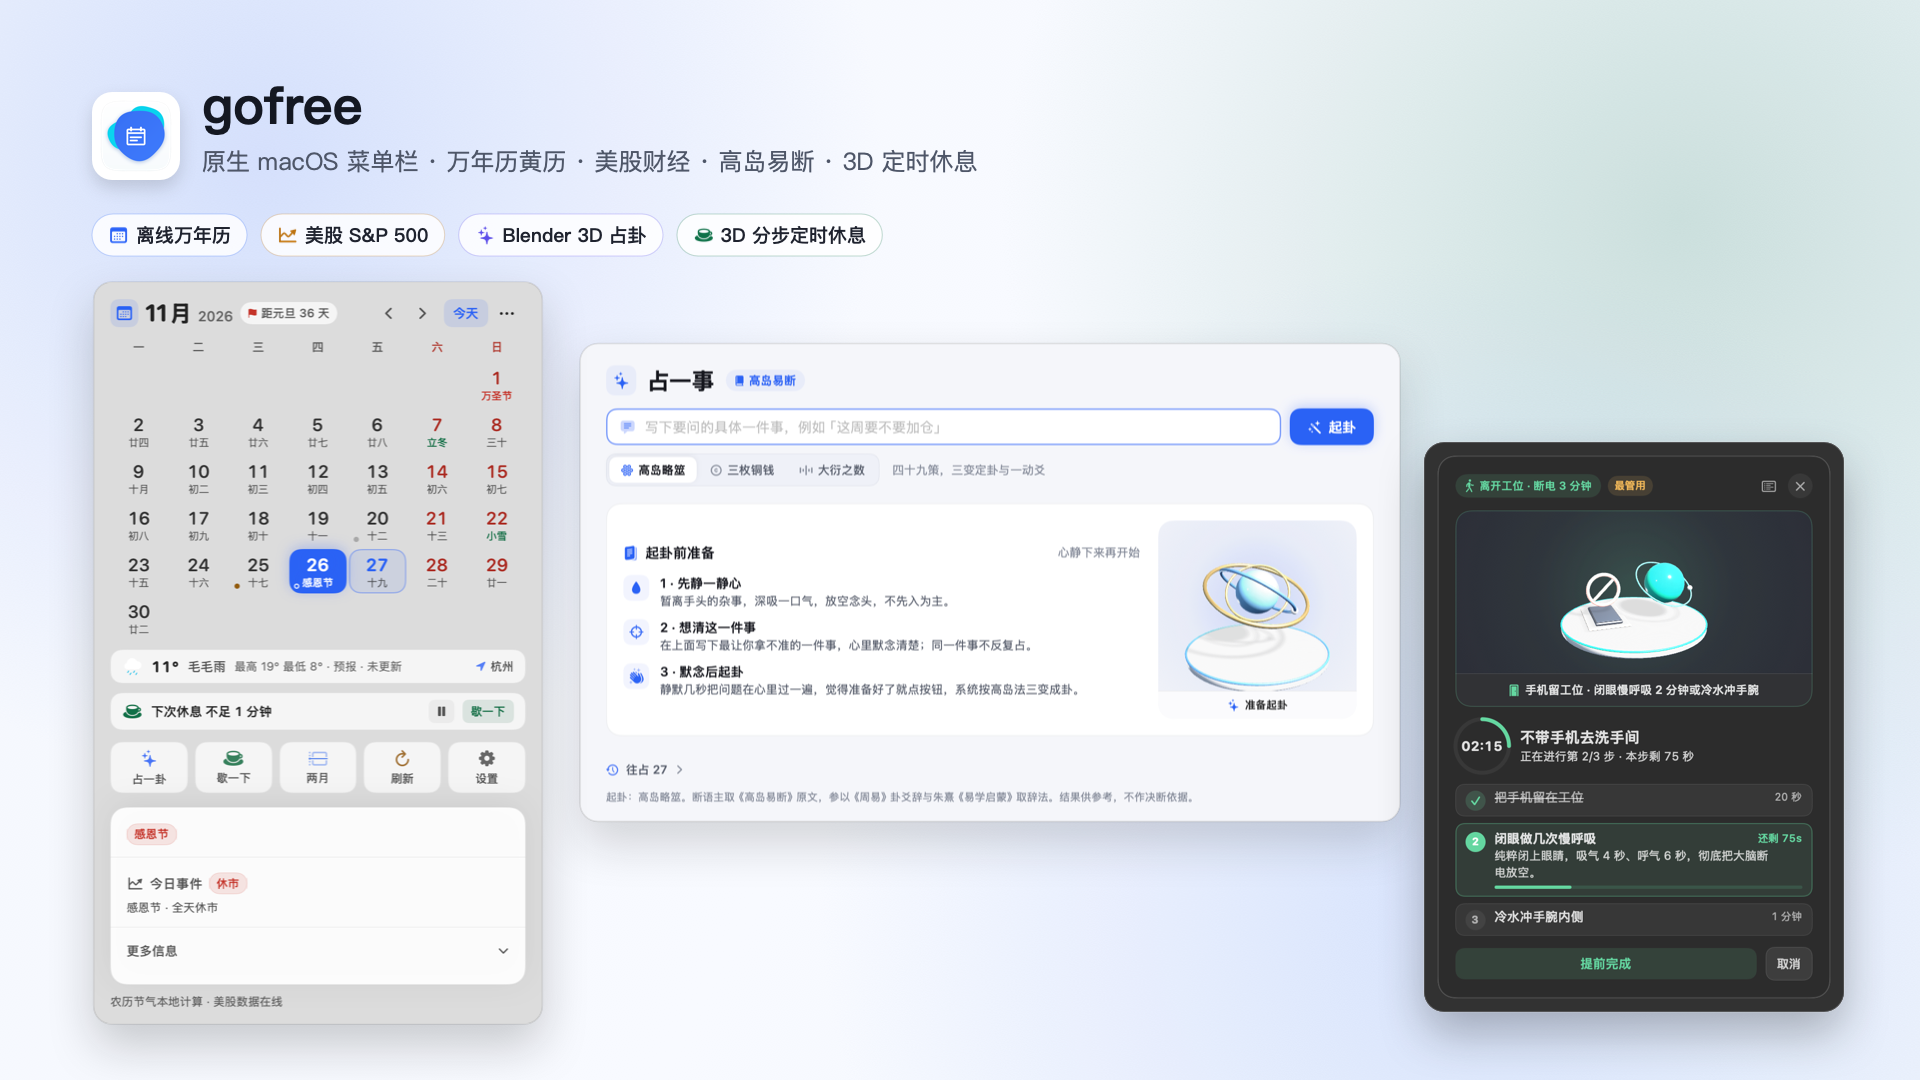 gofree
原生 macOS 菜单栏 · 万年历黄历 · 美股财经 · 高岛易断 · 3D 定时休息
离线万年历
美股 S&P 500
Blender 3D 占卦
3D 分步定时休息
11月 2026 距元旦 36 天 今天
一 二 三 四 五 六 日
1
万圣节
2 3 4 5 6 7 8
廿四 廿五 廿六 廿七 廿八 立冬 三十
9 10 11 12 13 14 15
十月 初二 初三 初四 初五 初六 初七
16 17 18 19 20 21 22
初八 初九 初十 十一 十二 十三 小雪
23 24 25 26 27 28 29
十五 十六 十七 感恩节 十九 二十 廿一
30
廿二
11° 毛毛雨 最高 19° 最低 8° · 预报 · 未更新 杭州
下次休息 不足 1 分钟 歇一下
占一卦 歇一下 两月 刷新 设置
感恩节
今日事件 休市
感恩节 · 全天休市
更多信息
农历节气本地计算 · 美股数据在线
占一事 高岛易断
写下要问的具体一件事，例如「这周要不要加仓」 起卦
高岛略筮 三枚铜钱 大衍之数 四十九策，三变定卦与一动爻
起卦前准备 心静下来再开始
1 · 先静一静心
暂离手头的杂事，深吸一口气，放空念头，不先入为主。
2 · 想清这一件事
在上面写下最让你拿不准的一件事，心里默念清楚；同一件事不反复占。
3 · 默念后起卦
静默几秒把问题在心里过一遍，觉得准备好了就点按钮，系统按高岛法三变成卦。
准备起卦
往占 27
起卦：高岛略筮。断语主取《高岛易断》原文，参以《周易》卦爻辞与朱熹《易学启蒙》取辞法。结果供参考，不作决断依据。
离开工位 · 断电 3 分钟 最管用
手机留工位 · 闭眼慢呼吸 2 分钟或冷水冲手腕
02:15
不带手机去洗手间
正在进行第 2/3 步 · 本步剩 75 秒
把手机留在工位 20 秒
2 闭眼做几次慢呼吸 还剩 75s
纯粹闭上眼睛，吸气 4 秒、呼气 6 秒，彻底把大脑断
电放空。
3 冷水冲手腕内侧 1 分钟
提前完成 取消